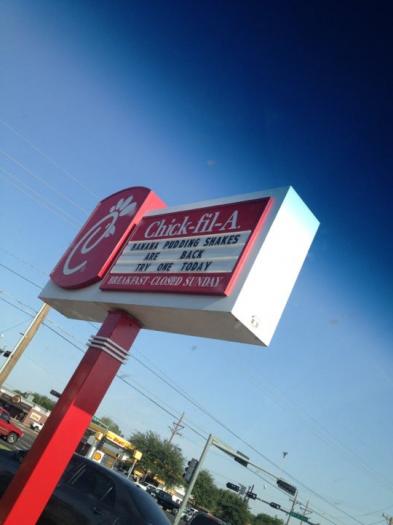 Chick-fil-A
BANANA PUDDING SHAKES
ARE BACK
TRY ONE TODAY
BREAKFAST-CLOSED SUNDAY